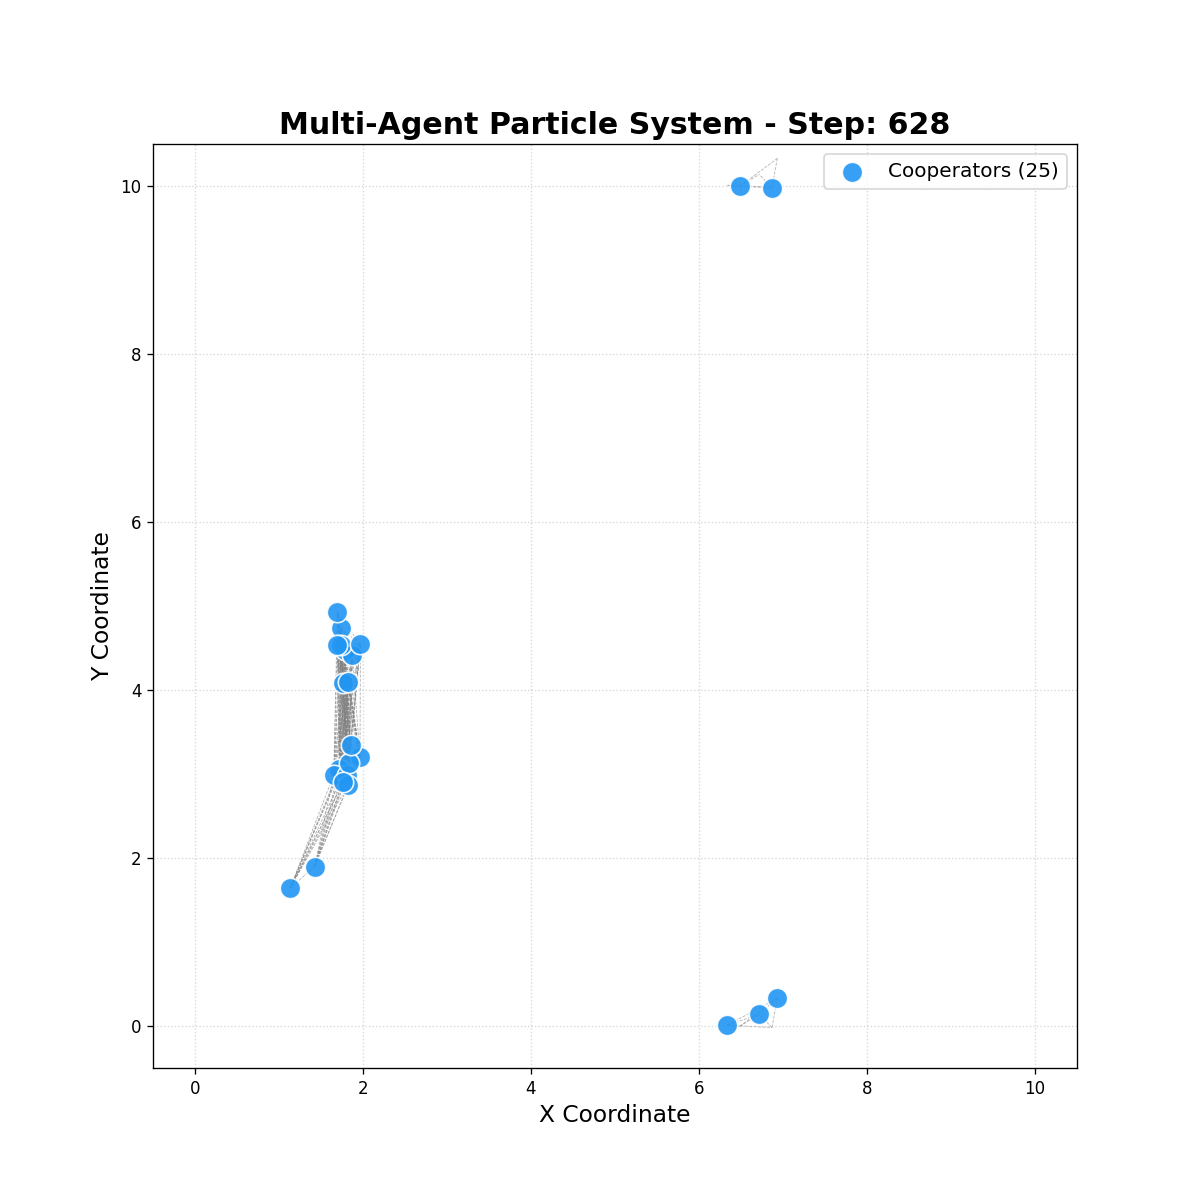 Multi-Agent Particle System - Step: 628
Cooperators (25)
10
8
6
4
2
0
Y Coordinate
0 2 4 6 8 10
X Coordinate